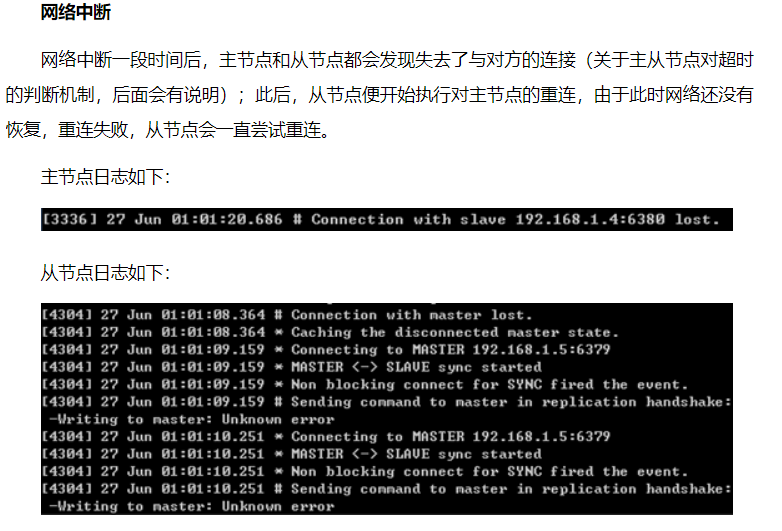 网络中断
网络中断一段时间后，主节点和从节点都会发现失去了与对方的连接（关于主从节点对超时
的判断机制，后面会有说明）；此后，从节点便开始执行对主节点的重连，由于此时网络还没有
恢复，重连失败，从节点会一直尝试重连。
主节点日志如下：
[3336] 27 Jun 01:01:20.686 # Connection with slave 192.168.1.4:6380 lost.
从节点日志如下：
[4304] 27 Jun 01:01:08.364 # Connection with master lost.
[4304] 27 Jun 01:01:08.364 * Caching the disconnected master state.
[4304] 27 Jun 01:01:09.159 * Connecting to MASTER 192.168.1.5:6379
[4304] 27 Jun 01:01:09.159 * MASTER <-> SLAVE sync started
[4304] 27 Jun 01:01:09.159 * Non blocking connect for SYNC fired the event.
[4304] 27 Jun 01:01:09.159 # Sending command to master in replication handshake:
-Writing to master: Unknown error
[4304] 27 Jun 01:01:10.251 * Connecting to MASTER 192.168.1.5:6379
[4304] 27 Jun 01:01:10.251 * MASTER <-> SLAVE sync started
[4304] 27 Jun 01:01:10.251 * Non blocking connect for SYNC fired the event.
[4304] 27 Jun 01:01:10.251 # Sending command to master in replication handshake:
-Writing to master: Unknown error